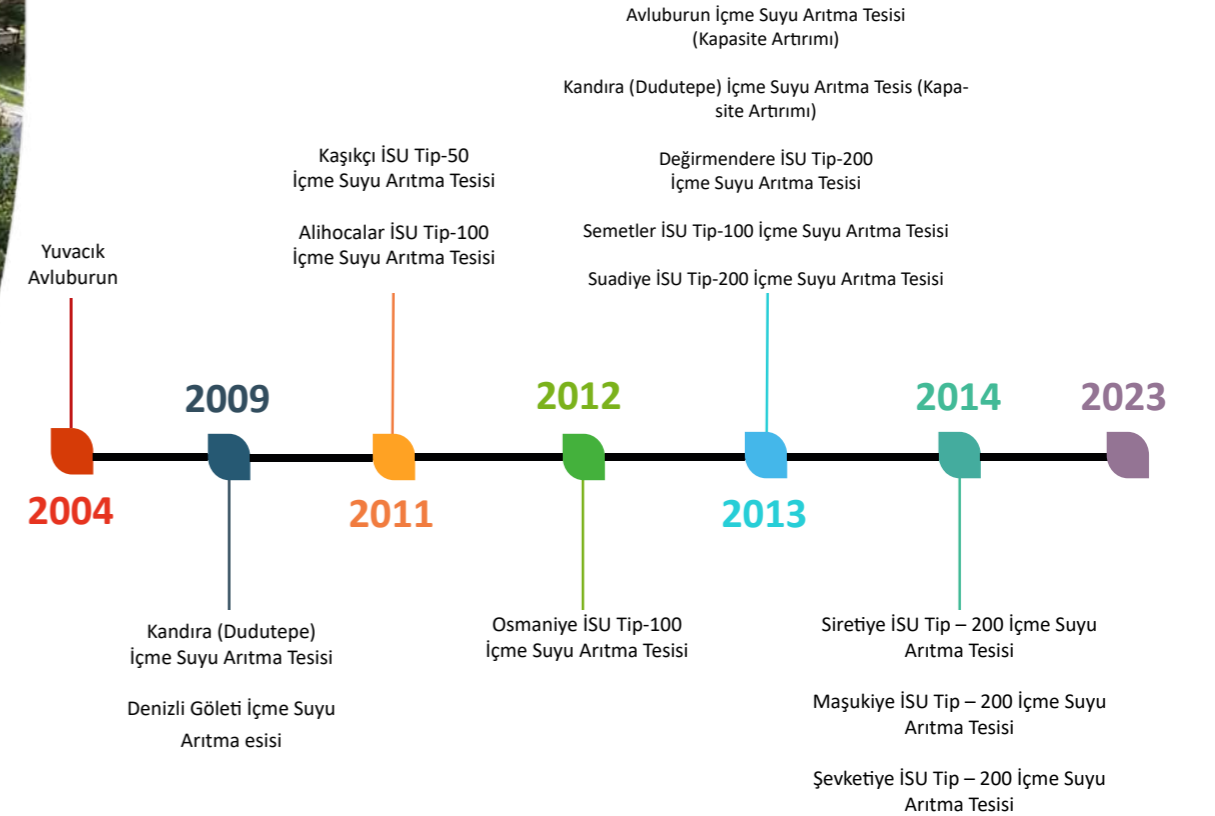 Avluburun İçme Suyu Arıtma Tesisi
(Kapasite Artırımı)
Kandıra (Dudutepe) İçme Suyu Arıtma Tesis (Kapa-
site Artırımı)
Değirmendere İSU Tip-200
İçme Suyu Arıtma Tesisi
Semetler İSU Tip-100 İçme Suyu Arıtma Tesisi
Suadiye İSU Tip-200 İçme Suyu Arıtma Tesisi
Kaşıkçı İSU Tip-50
İçme Suyu Arıtma Tesisi
Alihocalar İSU Tip-100
İçme Suyu Arıtma Tesisi
Yuvacık
Avluburun
2004
2009
2011
2012
2013
2014
2023
Kandıra (Dudutepe)
İçme Suyu Arıtma Tesisi
Denizli Göleti İçme Suyu
Arıtma esisi
Osmaniye İSU Tip-100
İçme Suyu Arıtma Tesisi
Siretiye İSU Tip – 200 İçme Suyu
Arıtma Tesisi
Maşukiye İSU Tip – 200 İçme Suyu
Arıtma Tesisi
Şevketiye İSU Tip – 200 İçme Suyu
Arıtma Tesisi